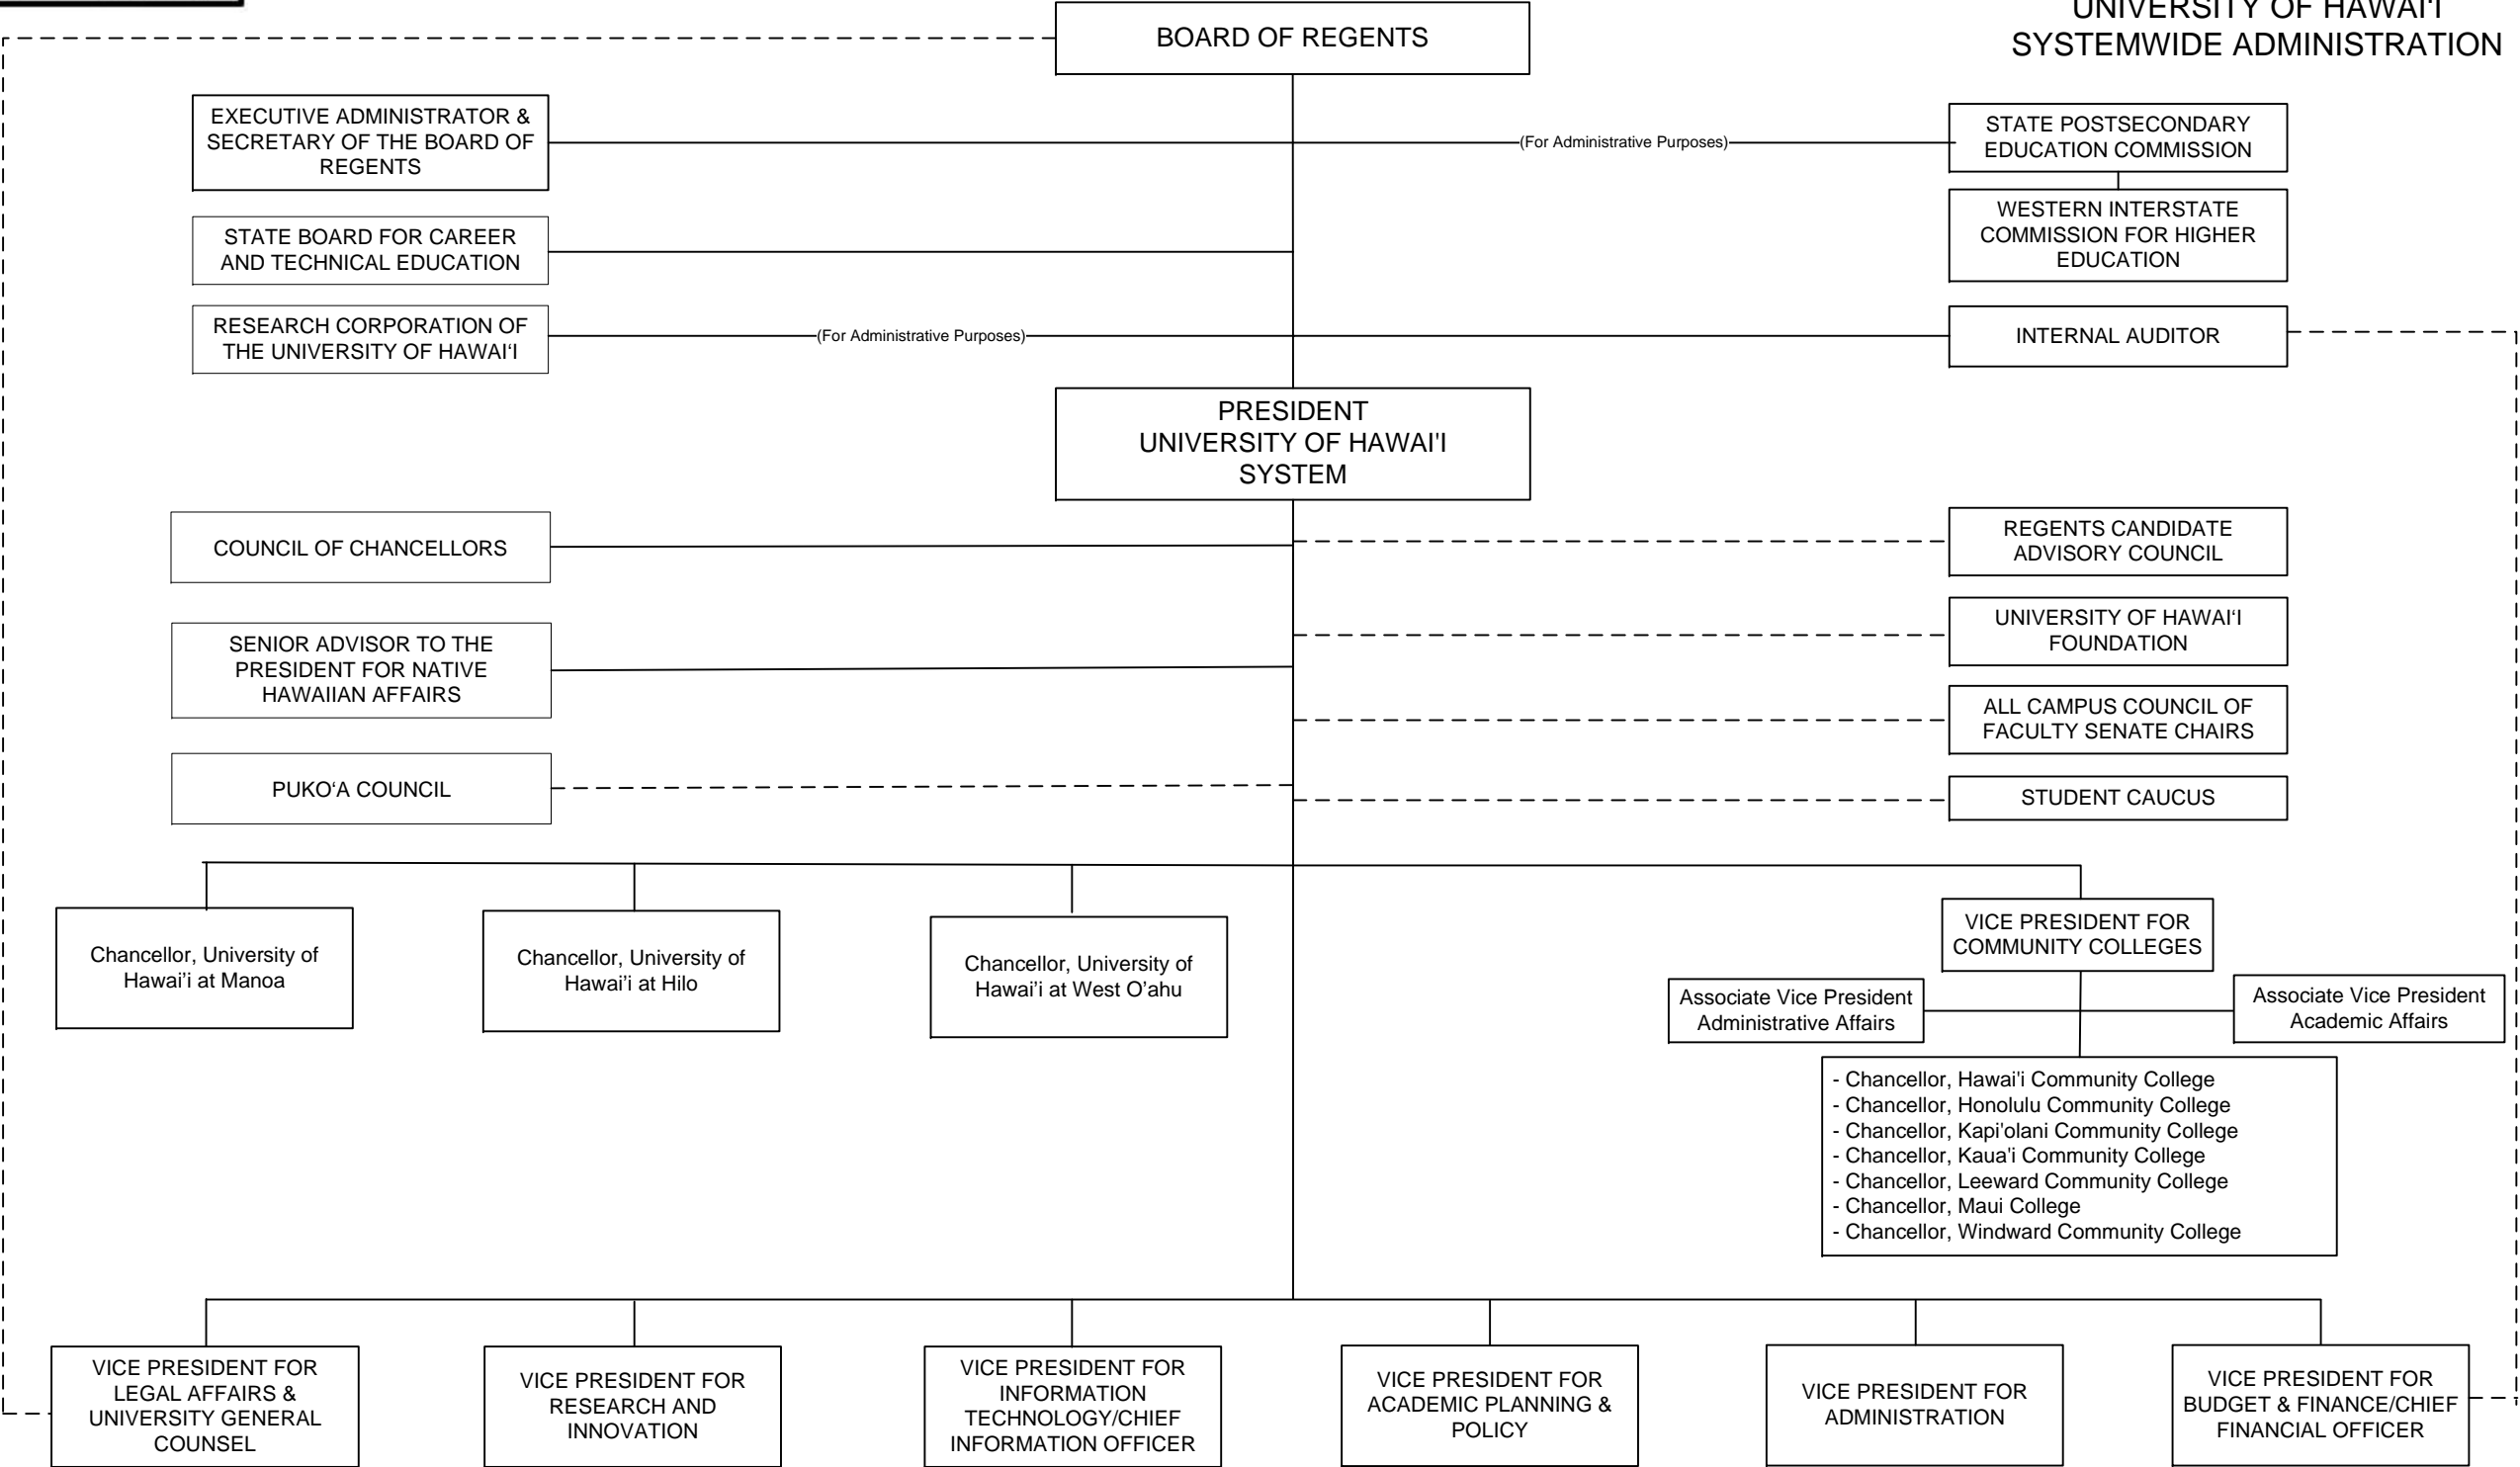 UNIVERSITY OF HAWAI'I
SYSTEMWIDE ADMINISTRATION
BOARD OF REGENTS
EXECUTIVE ADMINISTRATOR &
SECRETARY OF THE BOARD OF
REGENTS
(For Administrative Purposes)
STATE POSTSECONDARY
EDUCATION COMMISSION
STATE BOARD FOR CAREER
AND TECHNICAL EDUCATION
WESTERN INTERSTATE
COMMISSION FOR HIGHER
EDUCATION
RESEARCH CORPORATION OF
THE UNIVERSITY OF HAWAI‘I
(For Administrative Purposes)
INTERNAL AUDITOR
PRESIDENT
UNIVERSITY OF HAWAI'I
SYSTEM
COUNCIL OF CHANCELLORS
REGENTS CANDIDATE
ADVISORY COUNCIL
SENIOR ADVISOR TO THE
PRESIDENT FOR NATIVE
HAWAIIAN AFFAIRS
UNIVERSITY OF HAWAI‘I
FOUNDATION
ALL CAMPUS COUNCIL OF
FACULTY SENATE CHAIRS
PUKO‘A COUNCIL
STUDENT CAUCUS
Chancellor, University of
Hawai’i at Manoa
Chancellor, University of
Hawai’i at Hilo
Chancellor, University of
Hawai’i at West O’ahu
VICE PRESIDENT FOR
COMMUNITY COLLEGES
Associate Vice President
Administrative Affairs
Associate Vice President
Academic Affairs
- Chancellor, Hawai'i Community College
- Chancellor, Honolulu Community College
- Chancellor, Kapi'olani Community College
- Chancellor, Kaua'i Community College
- Chancellor, Leeward Community College
- Chancellor, Maui College
- Chancellor, Windward Community College
VICE PRESIDENT FOR
LEGAL AFFAIRS &
UNIVERSITY GENERAL
COUNSEL
VICE PRESIDENT FOR
RESEARCH AND
INNOVATION
VICE PRESIDENT FOR
INFORMATION
TECHNOLOGY/CHIEF
INFORMATION OFFICER
VICE PRESIDENT FOR
ACADEMIC PLANNING &
POLICY
VICE PRESIDENT FOR
ADMINISTRATION
VICE PRESIDENT FOR
BUDGET & FINANCE/CHIEF
FINANCIAL OFFICER